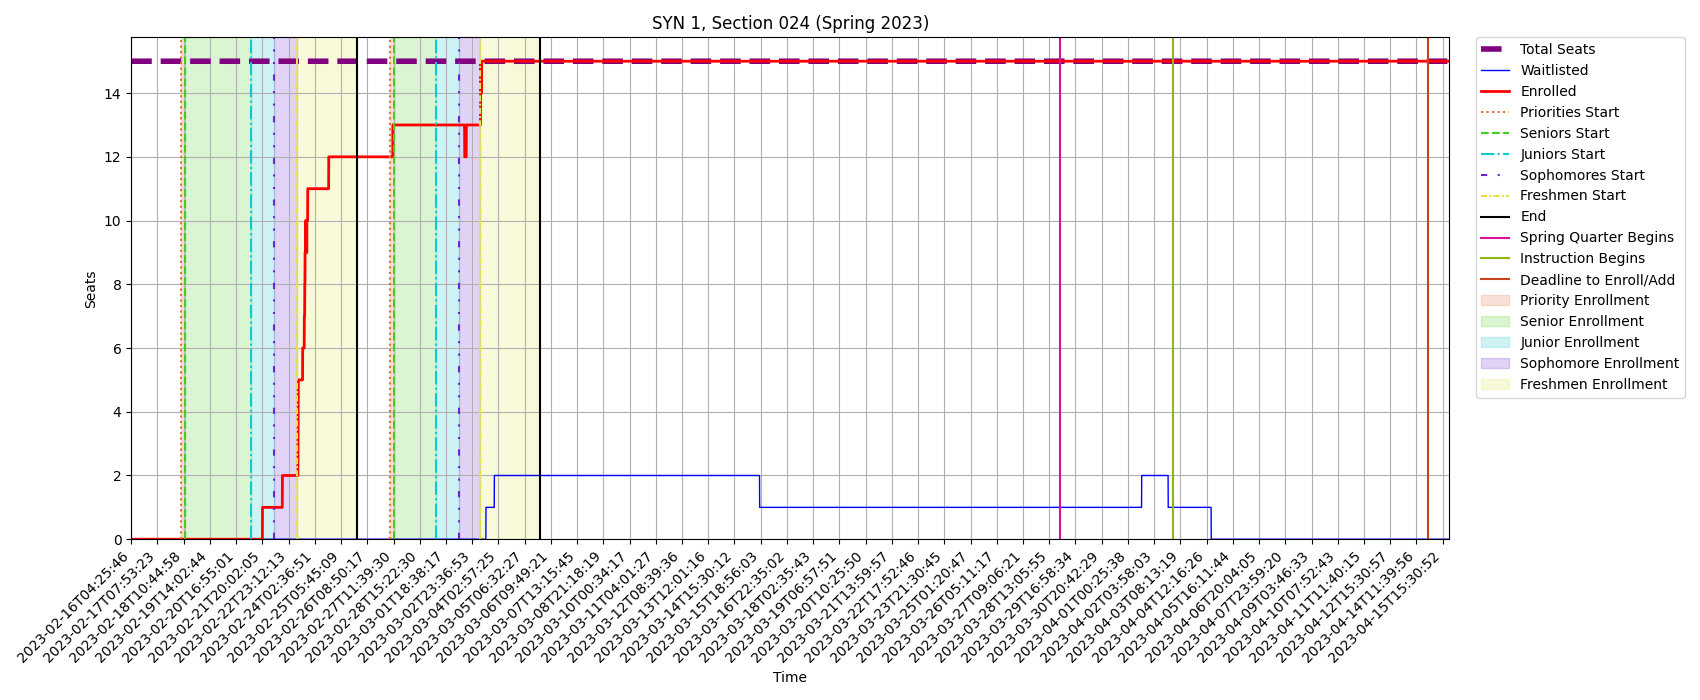 SYN 1, Section 024 (Spring 2023)
Seats
14
12
10
8
6
4
2
0
2023-02-16T04:25:46
2023-02-17T07:53:23
2023-02-18T10:44:58
2023-02-19T14:02:44
2023-02-20T16:55:01
2023-02-21T20:02:05
2023-02-22T23:12:13
2023-02-24T02:36:51
2023-02-25T05:45:09
2023-02-26T08:50:17
2023-02-27T11:39:30
2023-02-28T15:22:30
2023-03-01T18:38:17
2023-03-02T23:36:53
2023-03-04T02:57:25
2023-03-05T06:32:27
2023-03-06T09:49:21
2023-03-07T13:15:45
2023-03-08T21:18:19
2023-03-10T00:34:17
2023-03-11T04:01:27
2023-03-12T08:39:36
2023-03-13T12:01:16
2023-03-14T15:30:12
2023-03-15T18:56:03
2023-03-16T22:35:02
2023-03-18T02:35:43
2023-03-19T06:57:51
2023-03-20T10:25:50
2023-03-21T13:59:57
2023-03-22T17:52:46
2023-03-23T21:30:45
2023-03-25T01:20:47
2023-03-26T05:11:17
2023-03-27T09:06:21
2023-03-28T13:05:55
2023-03-29T16:58:34
2023-03-30T20:42:29
2023-04-01T00:25:38
2023-04-02T03:58:03
2023-04-03T08:13:19
2023-04-04T12:16:26
2023-04-05T16:11:44
2023-04-06T20:04:05
2023-04-07T23:59:20
2023-04-09T03:46:33
2023-04-10T07:52:43
2023-04-11T11:40:15
2023-04-12T15:30:57
2023-04-14T11:39:56
2023-04-15T15:30:52
Time
Total Seats
Waitlisted
Enrolled
Priorities Start
Seniors Start
Juniors Start
Sophomores Start
Freshmen Start
End
Spring Quarter Begins
Instruction Begins
Deadline to Enroll/Add
Priority Enrollment
Senior Enrollment
Junior Enrollment
Sophomore Enrollment
Freshmen Enrollment